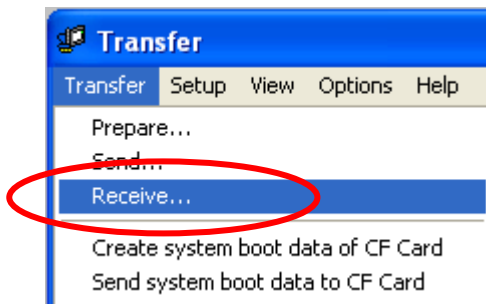 Transfer
Transfer Setup View Options Help
Prepare...
Send...
Receive...
Create system boot data of CF Card
Send system boot data to CF Card